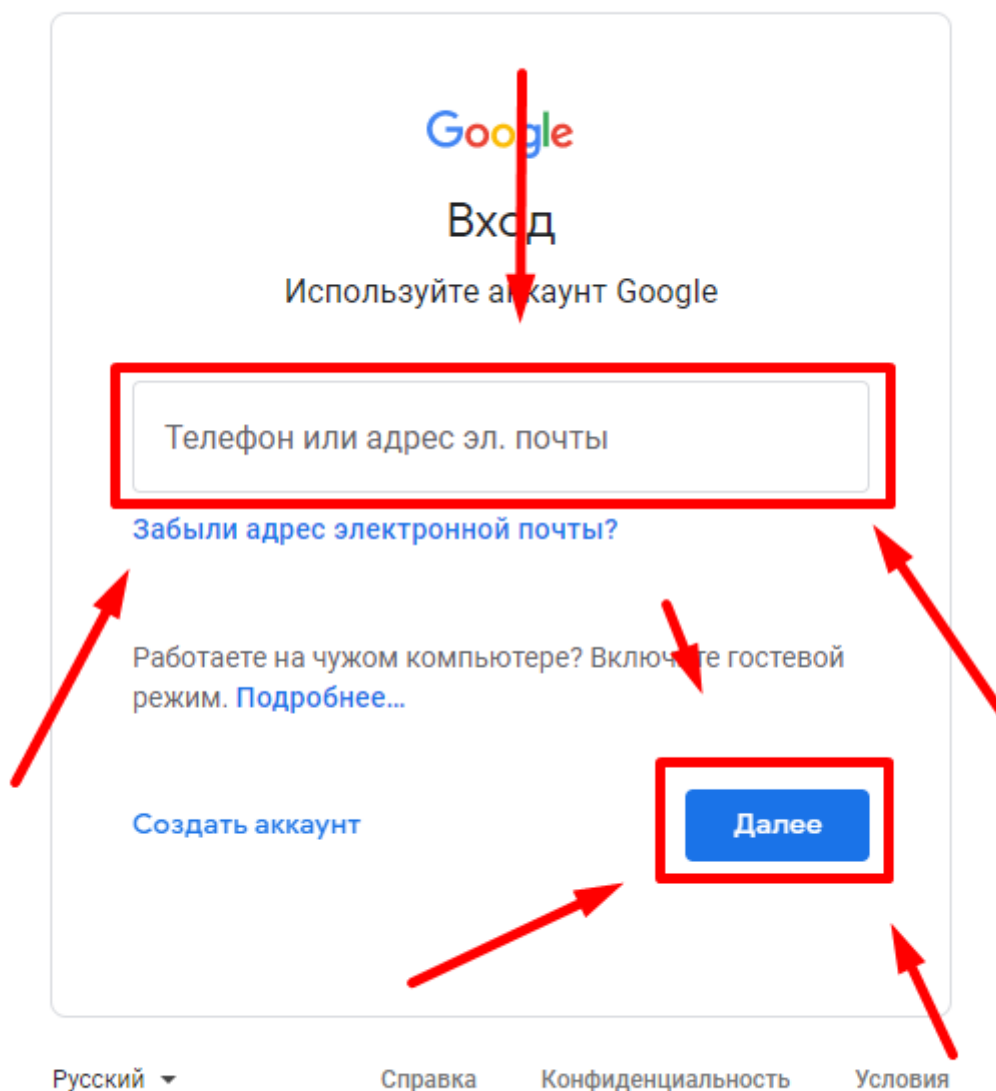 Google
Вход
Используйте аккаунт Google
Телефон или адрес эл. почты
Забыли адрес электронной почты?
Работаете на чужом компьютере? Включите гостевой
режим. Подробнее...
Создать аккаунт
Далее
Русский
Справка
Конфиденциальность
Условия